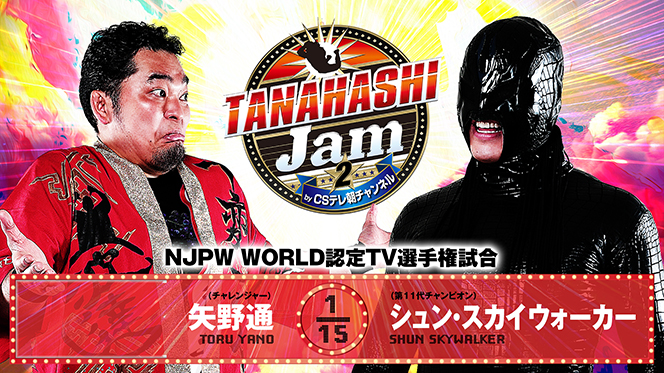 TANAHASHI
Jam
2
by CSテレ朝チャンネル
NJPW WORLD認定TV選手権試合
(チャレンジャー)
矢野通
TORU YANO
1/15
(第11代チャンピオン)
シュン・スカイウォーカー
SHUN SKYWALKER